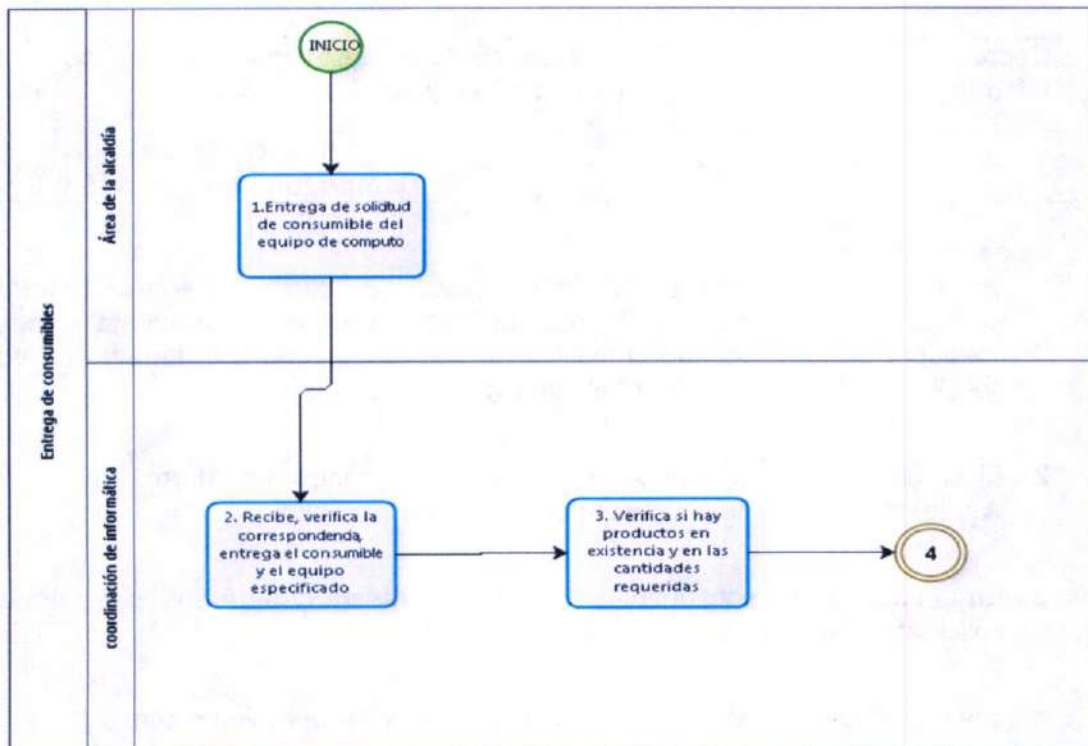 INICIO
Área de la alcaldía
1.Entrega de solicitud
de consumible del
equipo de computo
Entrega de consumibles
coordinación de informática
2. Recibe, verifica la
correspondencia,
entrega el consumible
y el equipo
especificado
3. Verifica si hay
productos en
existencia y en las
cantidades
requeridas
4